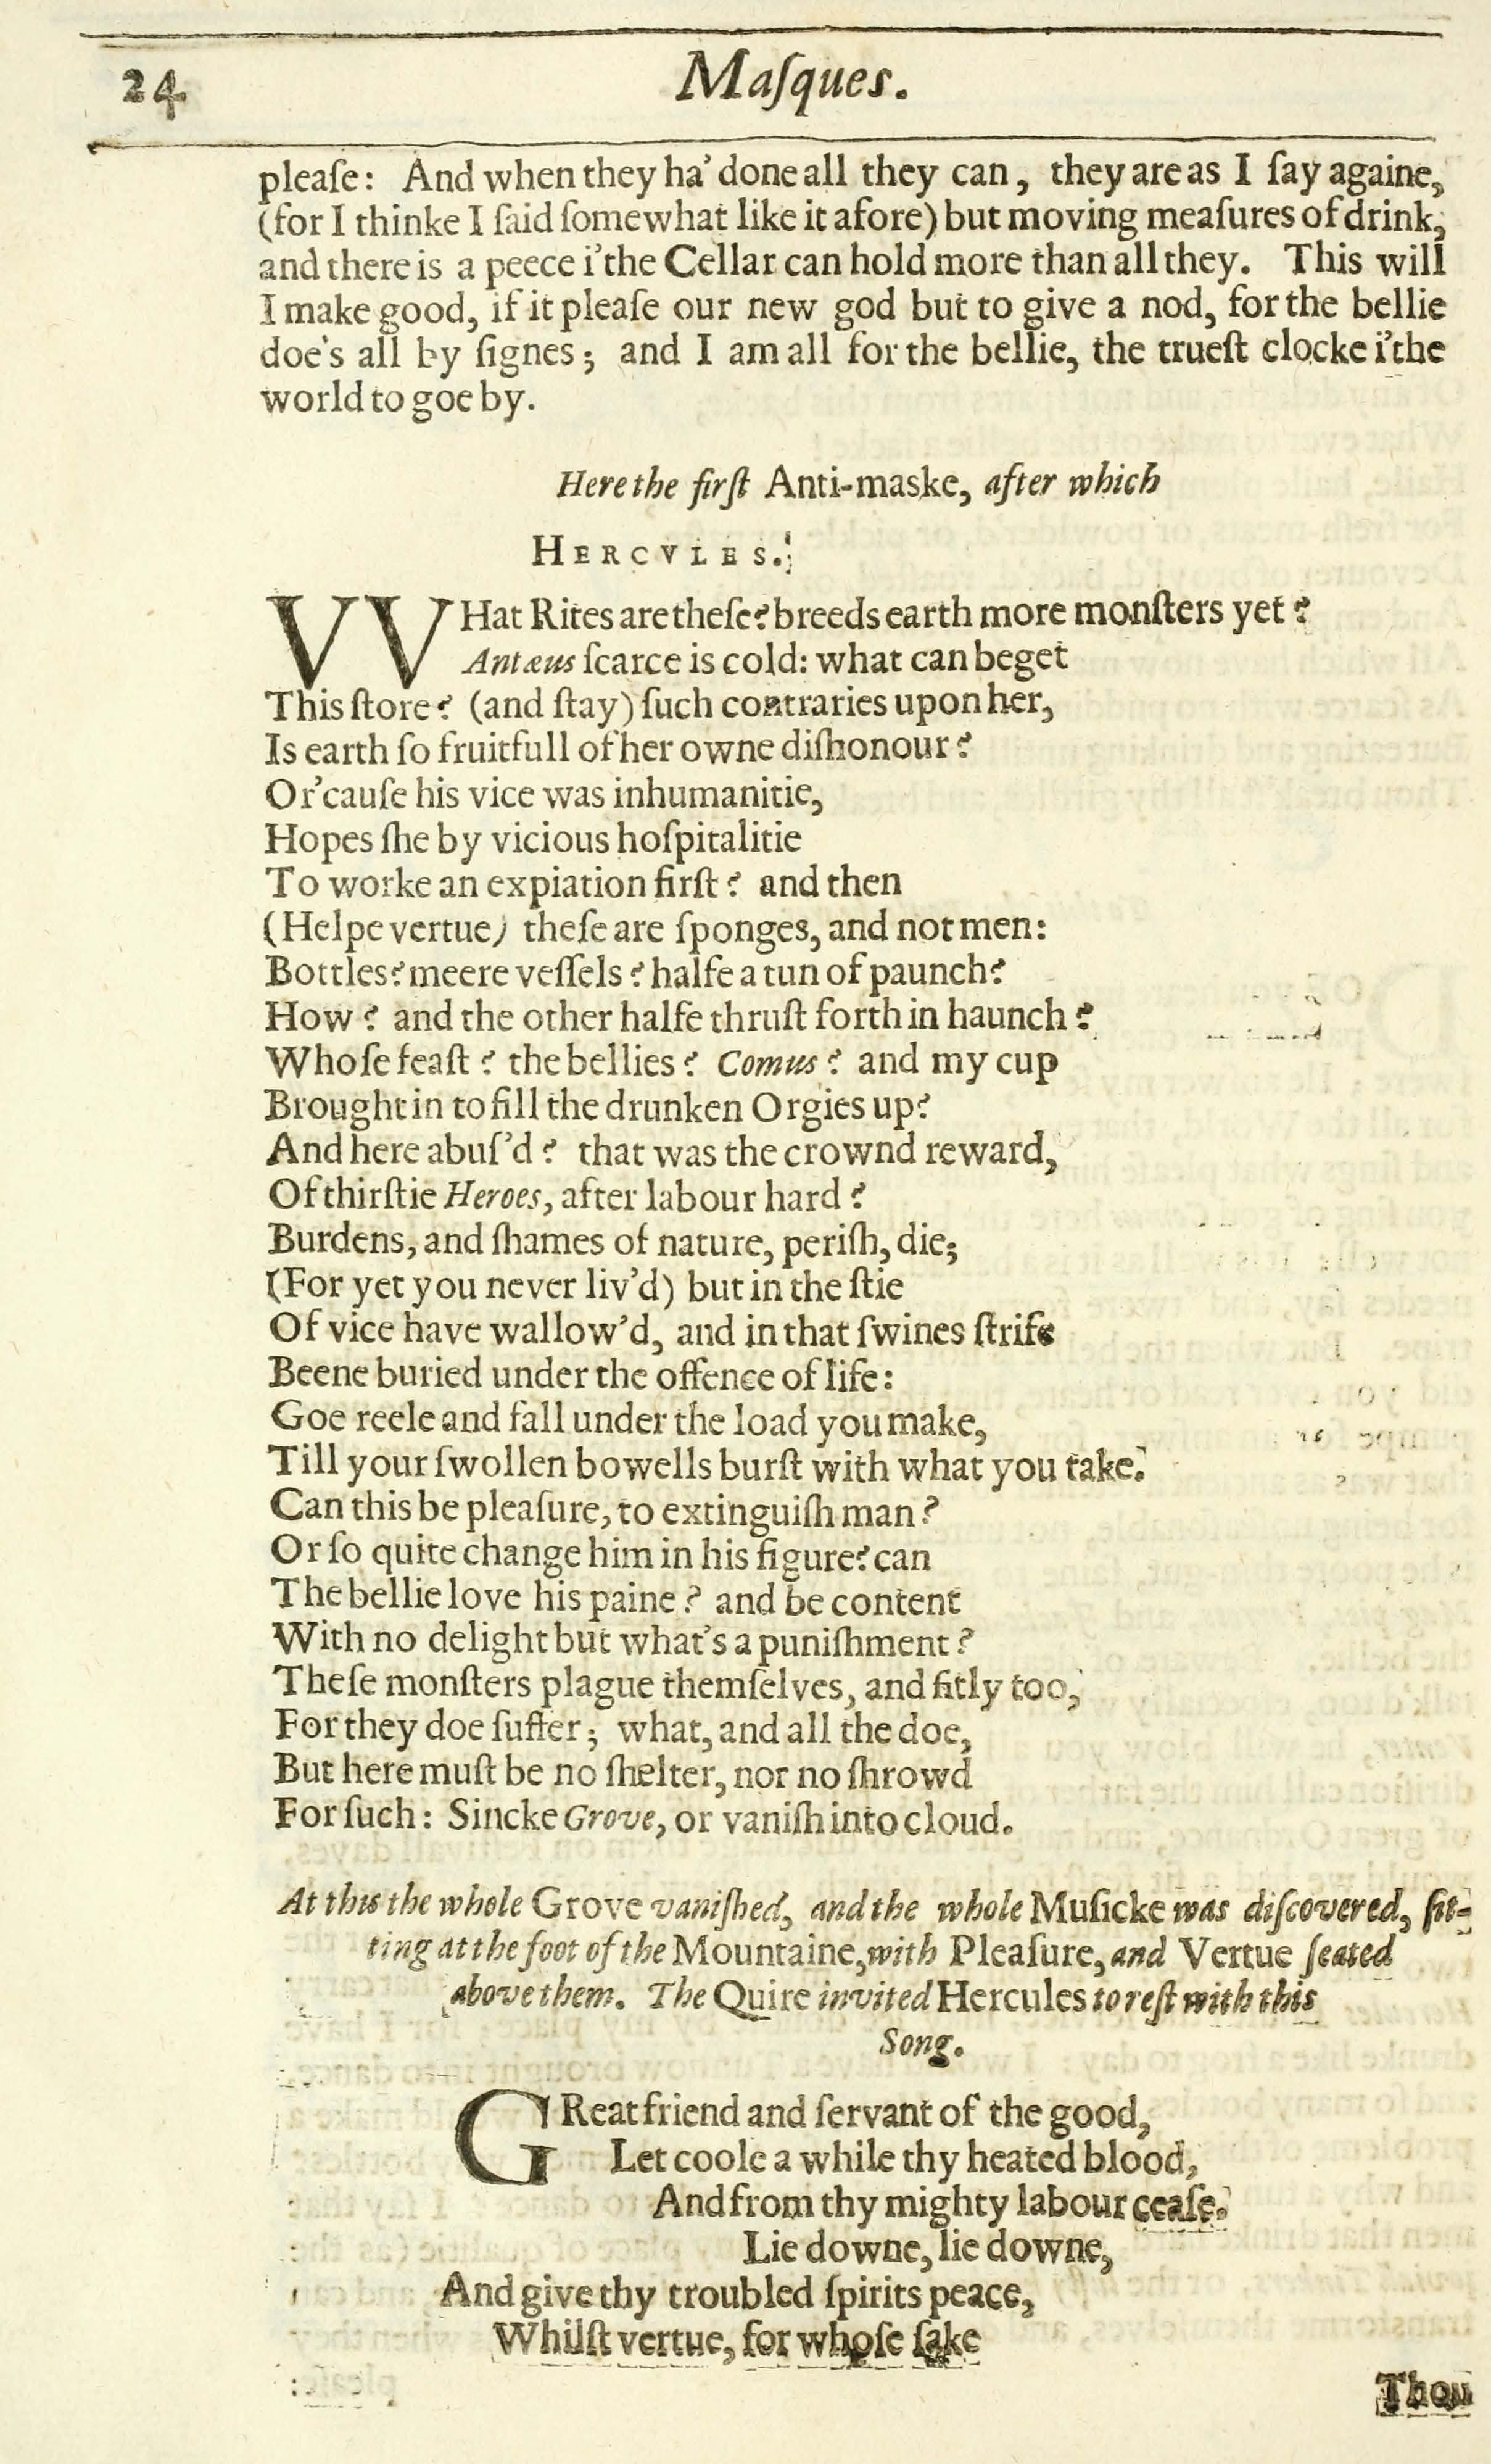 24
Maſques.
pleaſe: And when they ha' done all they can, they are as I ſay againe,
(for I thinke I ſaid ſomewhat like it afore) but moving meaſures of drink,
and there is a peece i'the Cellar can hold more than all they. This will
I make good, if it pleaſe our new god but to give a nod, for the bellie
doe's all by ſignes; and I am all for the bellie, the trueſt clocke i'the
world to goe by.
Here the firſt Anti-maske, after which
HERCVLES.
VVHat Rites are theſe? breeds earth more monſters yet?
Antæus ſcarce is cold: what can beget
This ſtore? (and ſtay) ſuch contraries upon her,
Is earth ſo fruitfull of her owne diſhonour?
Or'cauſe his vice was inhumanitie,
Hopes ſhe by vicious hoſpitalitie
To worke an expiation firſt? and then
(Helpe vertue) theſe are ſponges, and not men:
Bottles? meere veſſels? halfe a tun of paunch?
How? and the other halfe thruſt forth in haunch?
Whoſe feaſt? the bellies? Comus? and my cup
Brought in to fill the drunken Orgies up?
And here abuſ'd? that was the crownd reward,
Of thirſtie Heroes, after labour hard?
Burdens, and ſhames of nature, periſh, die;
(For yet you never liv'd) but in the ſtie
Of vice have wallow'd, and in that ſwines ſtrife
Beene buried under the offence of life:
Goe reele and fall under the load you make,
Till your ſwollen bowells burſt with what you take.
Can this be pleaſure, to extinguiſh man?
Or ſo quite change him in his figure? can
The bellie love his paine? and be content
With no delight but what's a puniſhment?
Theſe monſters plague themſelves, and fitly too,
For they doe ſuffer; what, and all the doe,
But here muſt be no ſhelter, nor no ſhrowd
For ſuch: Sincke Grove, or vaniſh into cloud.
At this the whole Grove vaniſhed, and the whole Muſicke was diſcovered, ſit-
ting at the foot of the Mountaine, with Pleaſure, and Vertue ſeated
above them. The Quire invited Hercules to reſt with this
Song.
GReat friend and ſervant of the good,
Let coole a while thy heated blood,
And from thy mighty labour ceaſe.
Lie downe, lie downe,
And give thy troubled ſpirits peace,
Whilſt vertue, for whoſe ſake
Thou